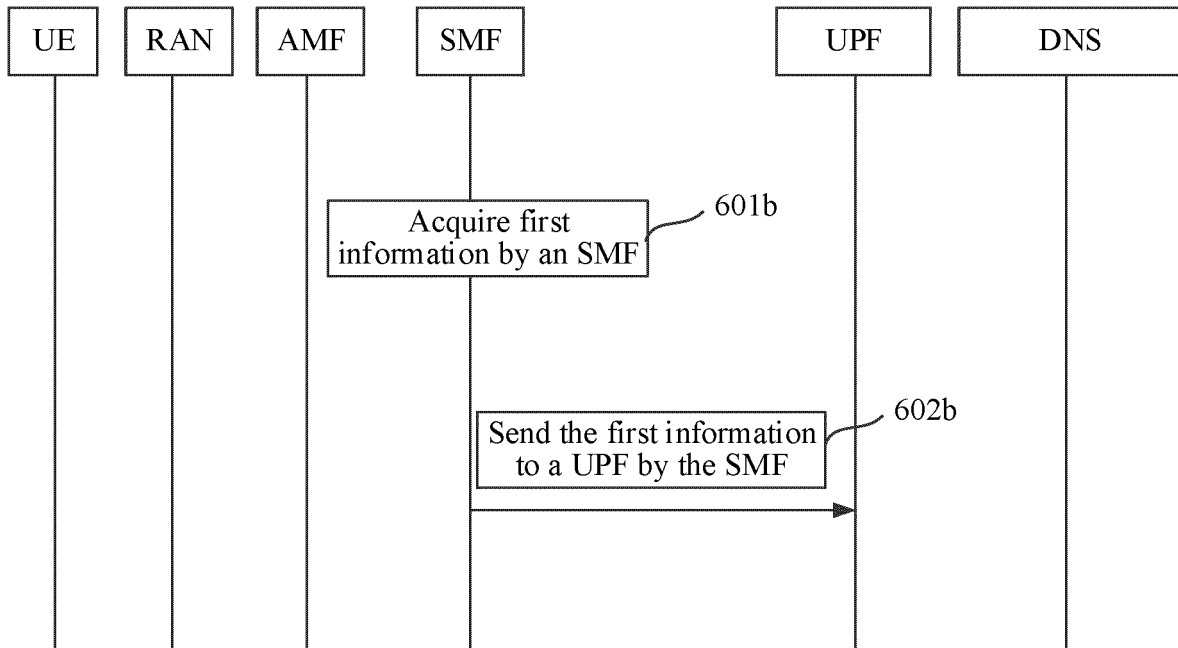 UE
RAN
AMF
SMF
UPF
DNS
Acquire first
information by an SMF
601b
602b
Send the first information
to a UPF by the SMF